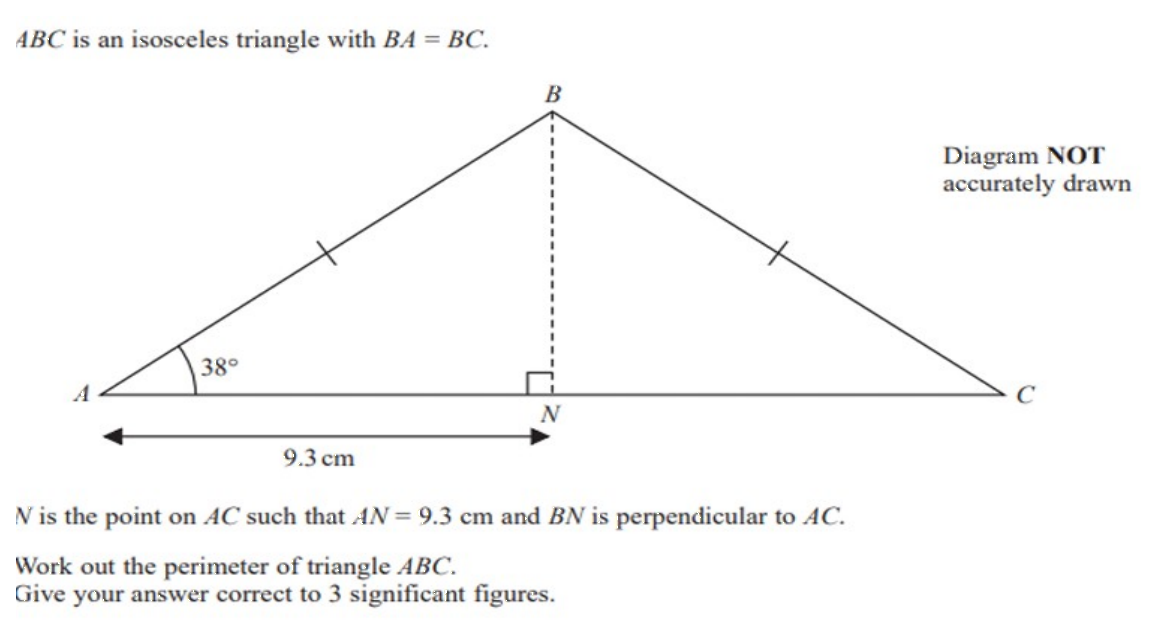 ABC is an isosceles triangle with BA = BC.
B
Diagram NOT
accurately drawn
38°
A
C
N
9.3 cm
N is the point on AC such that AN = 9.3 cm and BN is perpendicular to AC.
Work out the perimeter of triangle ABC.
Give your answer correct to 3 significant figures.